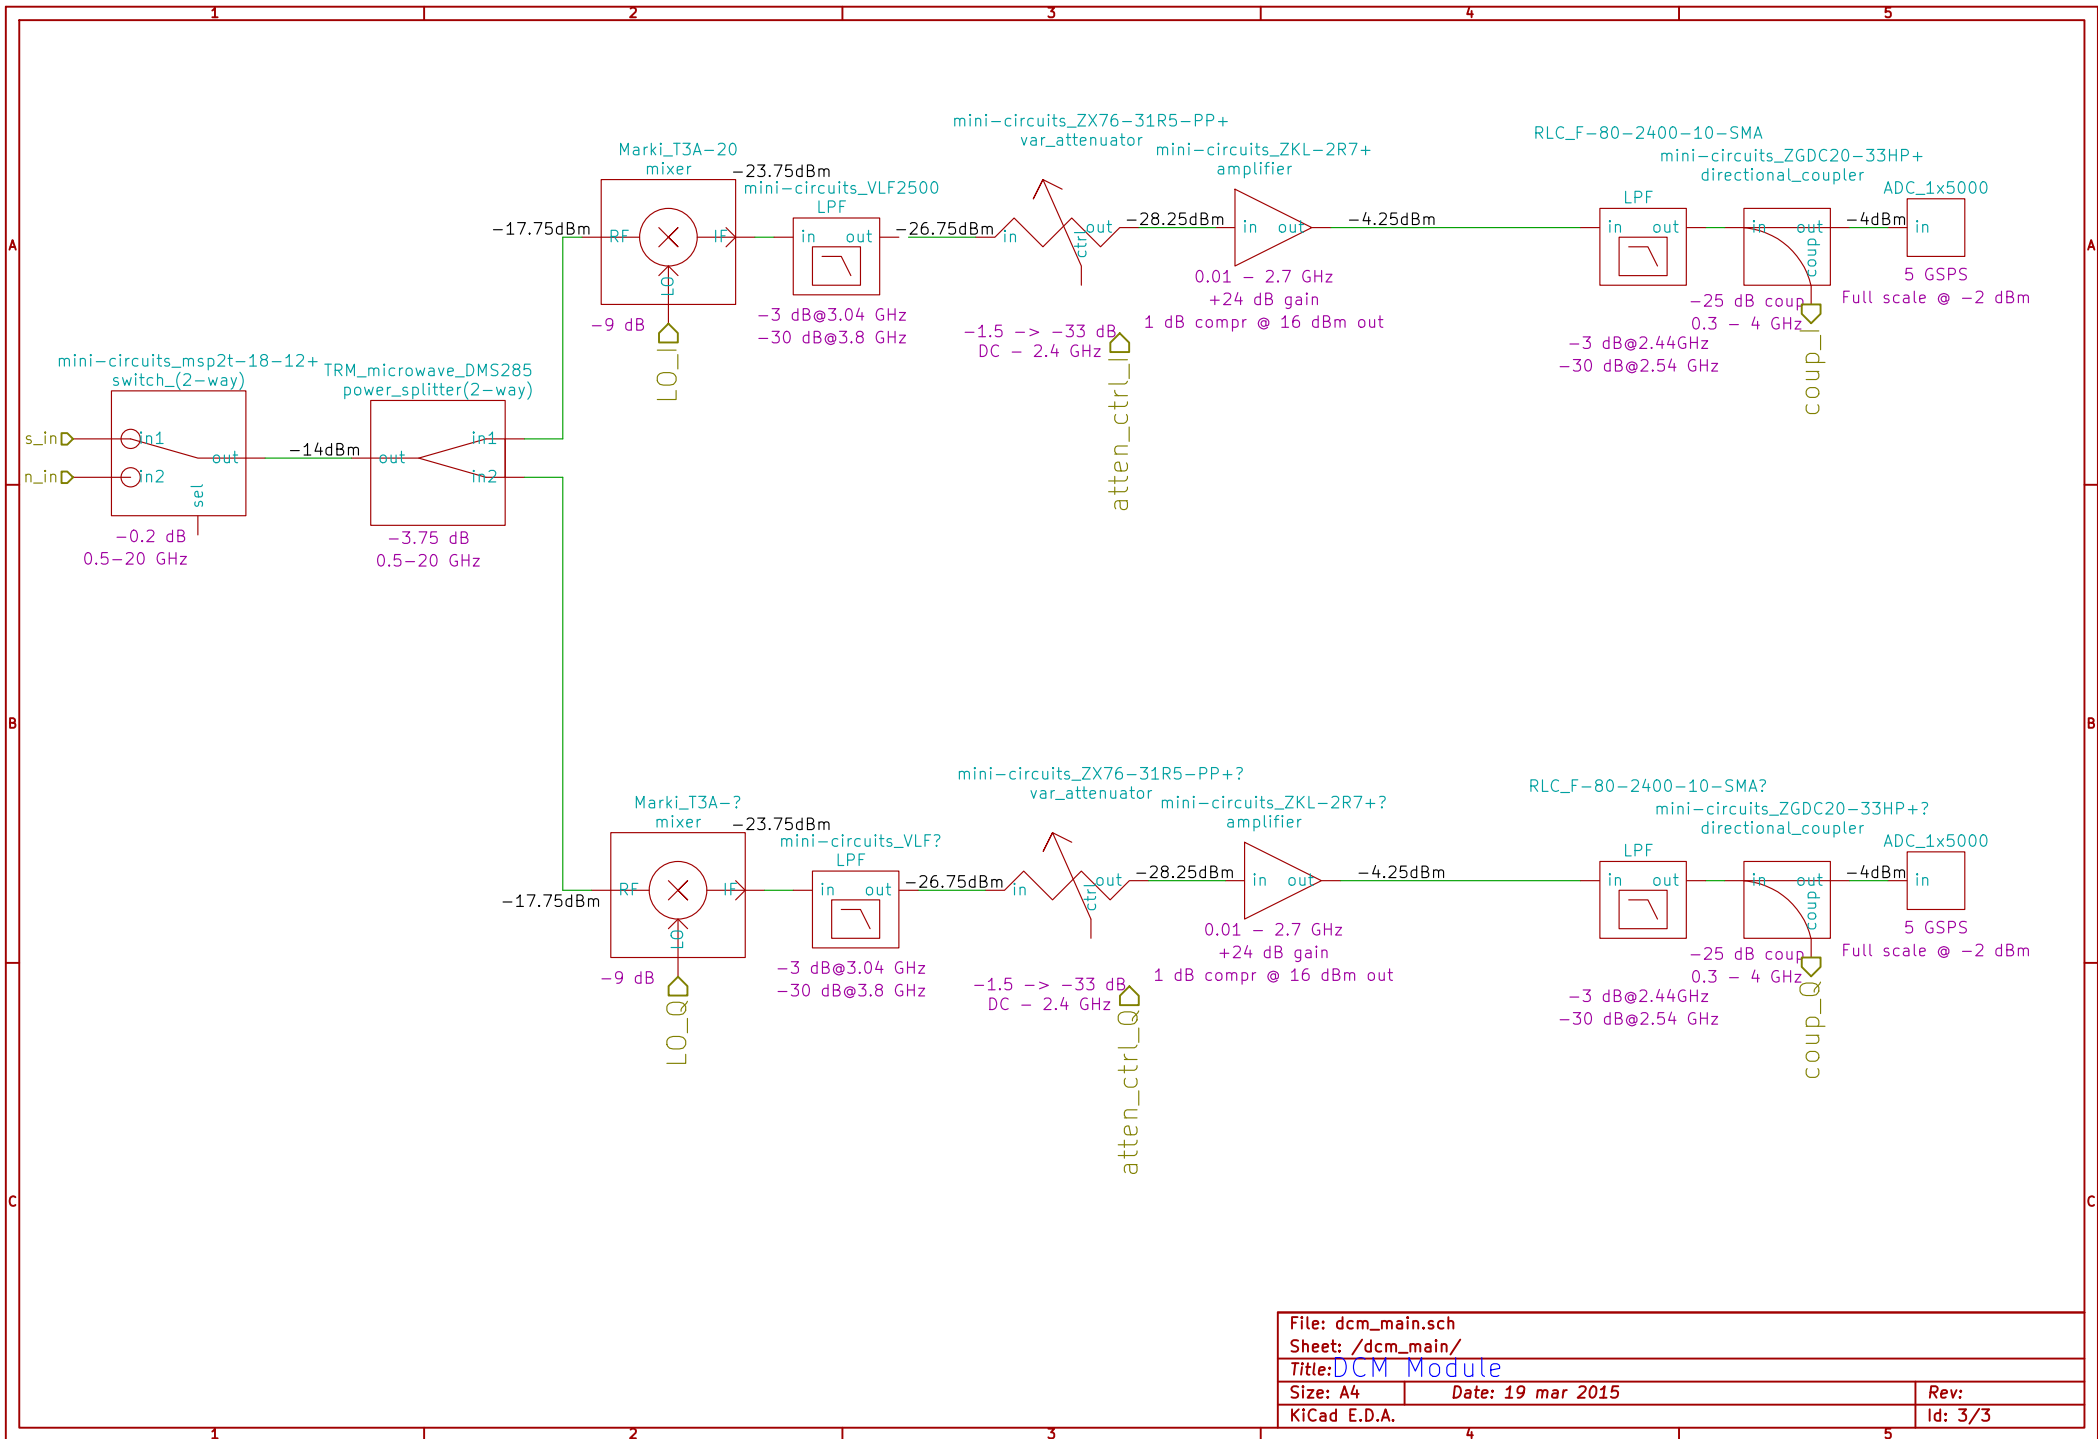 1 2 3 4 5
A
B
C
A
B
C
1 2 3 4 5
mini-circuits_msp2t-18-12+
switch_(2-way)
s_in
n_in
in1
in2
out
sel
-0.2 dB
0.5-20 GHz
-14dBm
TRM_microwave_DMS285
power_splitter(2-way)
out
in1
in2
-3.75 dB
0.5-20 GHz
-17.75dBm
Marki_T3A-20
mixer
RF
IF
LO
-9 dB
LO_I
-23.75dBm
mini-circuits_VLF2500
LPF
in out
-3 dB@3.04 GHz
-30 dB@3.8 GHz
-26.75dBm
mini-circuits_ZX76-31R5-PP+
var_attenuator
in
out
ctrl
-1.5 -> -33 dB
DC - 2.4 GHz
atten_ctrl_I
-28.25dBm
mini-circuits_ZKL-2R7+
amplifier
in out
0.01 - 2.7 GHz
+24 dB gain
1 dB compr @ 16 dBm out
-4.25dBm
RLC_F-80-2400-10-SMA
LPF
in out
-3 dB@2.44GHz
-30 dB@2.54 GHz
mini-circuits_ZGDC20-33HP+
directional_coupler
in out
coup
-25 dB coup
0.3 - 4 GHz
coup_I
-4dBm
ADC_1x5000
in
5 GSPS
Full scale @ -2 dBm
-17.75dBm
Marki_T3A-?
mixer
RF
IF
LO
-9 dB
LO_Q
-23.75dBm
mini-circuits_VLF?
LPF
in out
-3 dB@3.04 GHz
-30 dB@3.8 GHz
-26.75dBm
mini-circuits_ZX76-31R5-PP+?
var_attenuator
in
out
ctrl
-1.5 -> -33 dB
DC - 2.4 GHz
atten_ctrl_Q
-28.25dBm
mini-circuits_ZKL-2R7+?
amplifier
in out
0.01 - 2.7 GHz
+24 dB gain
1 dB compr @ 16 dBm out
-4.25dBm
RLC_F-80-2400-10-SMA?
LPF
in out
-3 dB@2.44GHz
-30 dB@2.54 GHz
mini-circuits_ZGDC20-33HP+?
directional_coupler
in out
coup
-25 dB coup
0.3 - 4 GHz
coup_Q
-4dBm
ADC_1x5000
in
5 GSPS
Full scale @ -2 dBm
File: dcm_main.sch
Sheet: /dcm_main/
Title: DCM Module
Size: A4 Date: 19 mar 2015 Rev:
KiCad E.D.A. Id: 3/3